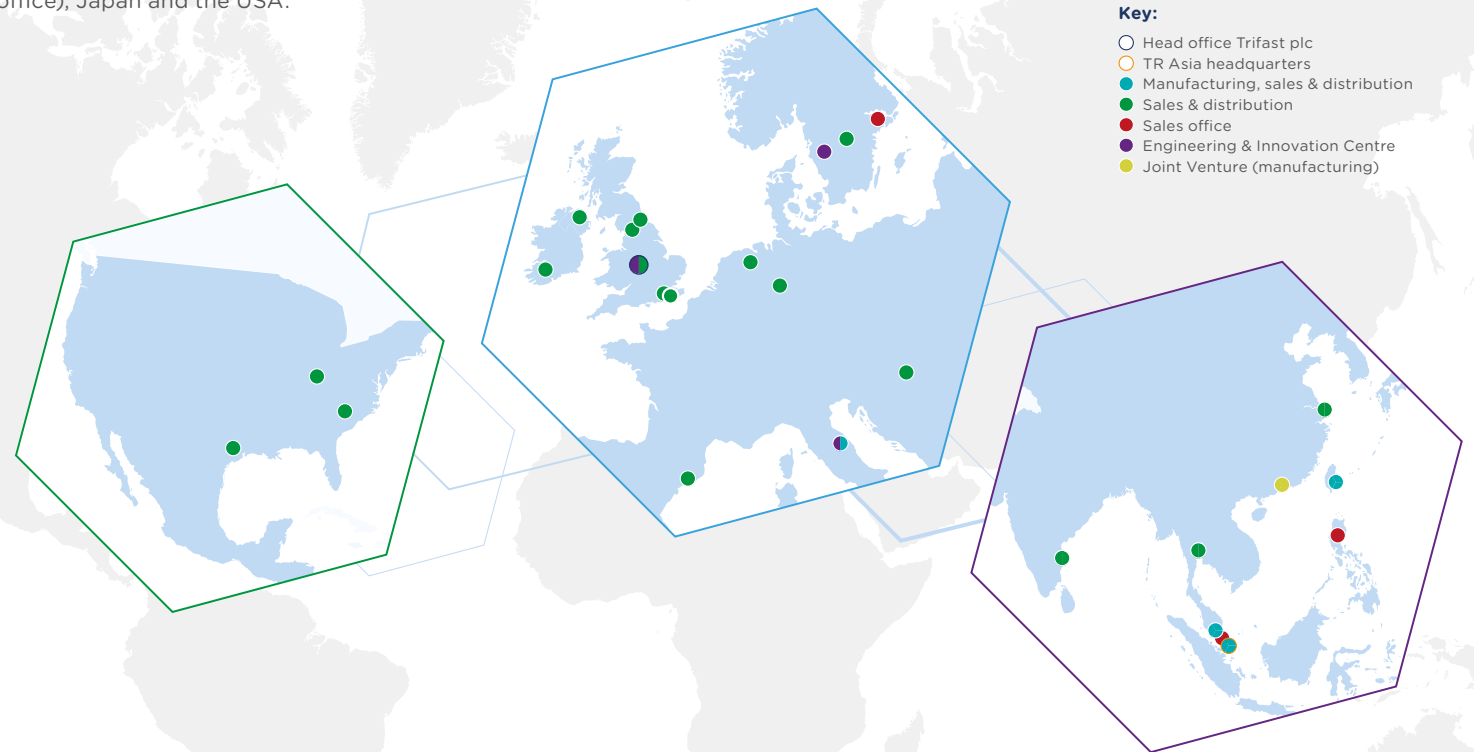 office), Japan and the USA.
Key:
Head office Trifast plc
TR Asia headquarters
Manufacturing, sales & distribution
Sales & distribution
Sales office
Engineering & Innovation Centre
Joint Venture (manufacturing)